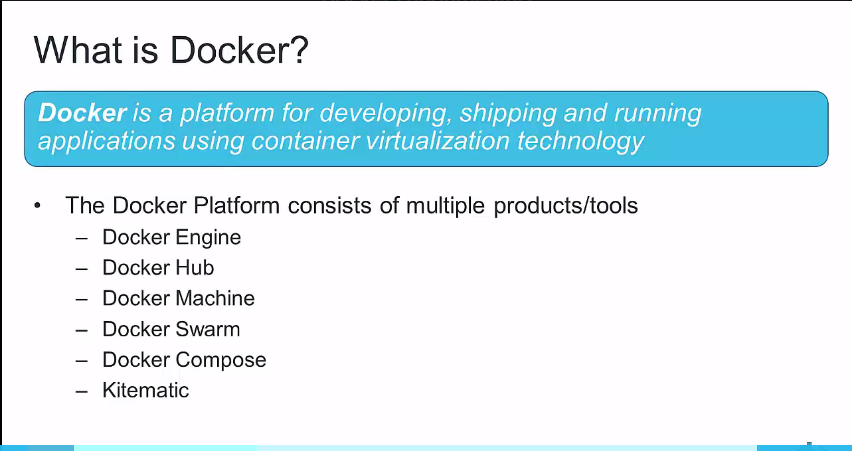 What is Docker?
Docker is a platform for developing, shipping and running
applications using container virtualization technology
• The Docker Platform consists of multiple products/tools
– Docker Engine
– Docker Hub
– Docker Machine
– Docker Swarm
– Docker Compose
– Kitematic